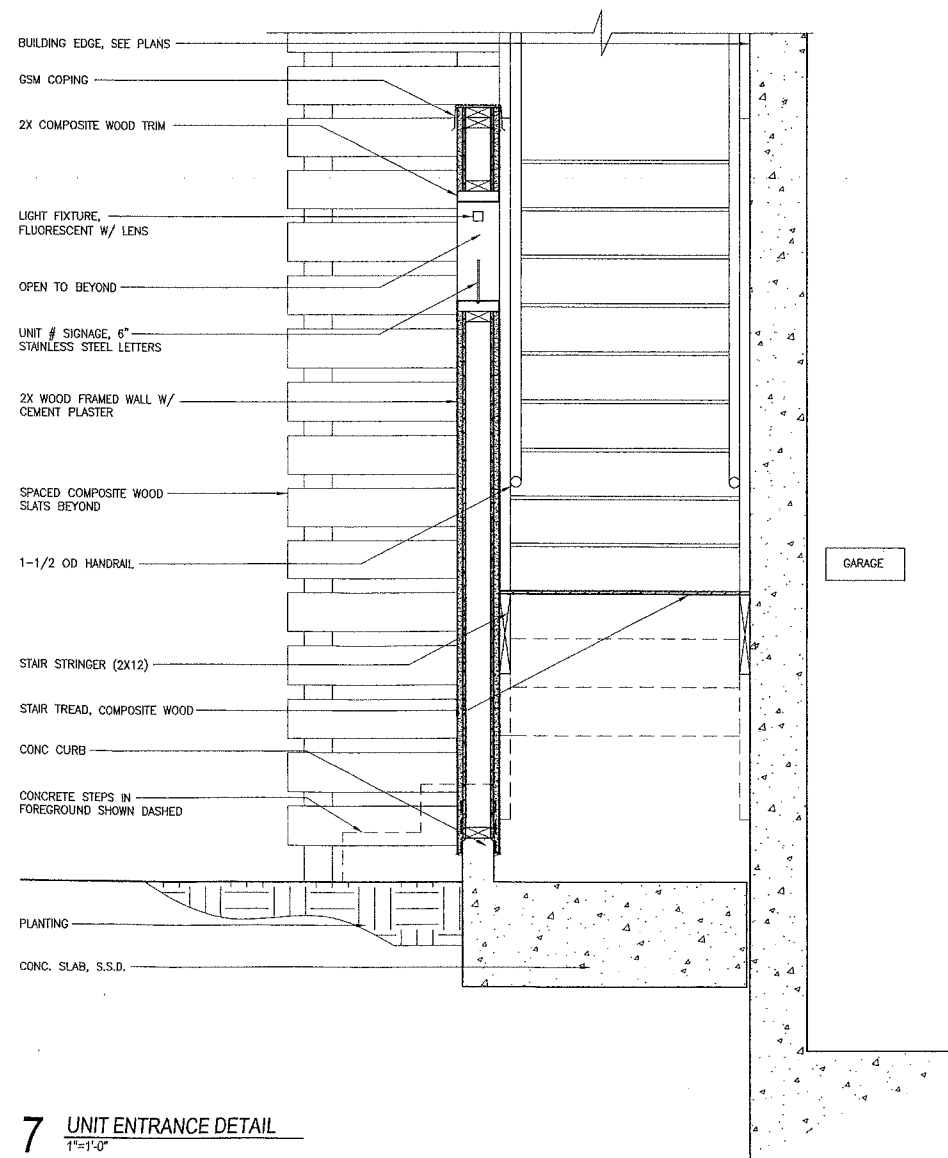 BUILDING EDGE, SEE PLANS
GSM COPING
2X COMPOSITE WOOD TRIM
LIGHT FIXTURE,
FLUORESCENT W/ LENS
OPEN TO BEYOND
UNIT # SIGNAGE, 6"
STAINLESS STEEL LETTERS
2X WOOD FRAMED WALL W/
CEMENT PLASTER
SPACED COMPOSITE WOOD
SLATS BEYOND
1-1/2 OD HANDRAIL
GARAGE
STAIR STRINGER (2X12)
STAIR TREAD, COMPOSITE WOOD
CONC CURB
CONCRETE STEPS IN
FOREGROUND SHOWN DASHED
PLANTING
CONC. SLAB, S.S.D.
7 UNIT ENTRANCE DETAIL
1"=1'-0"